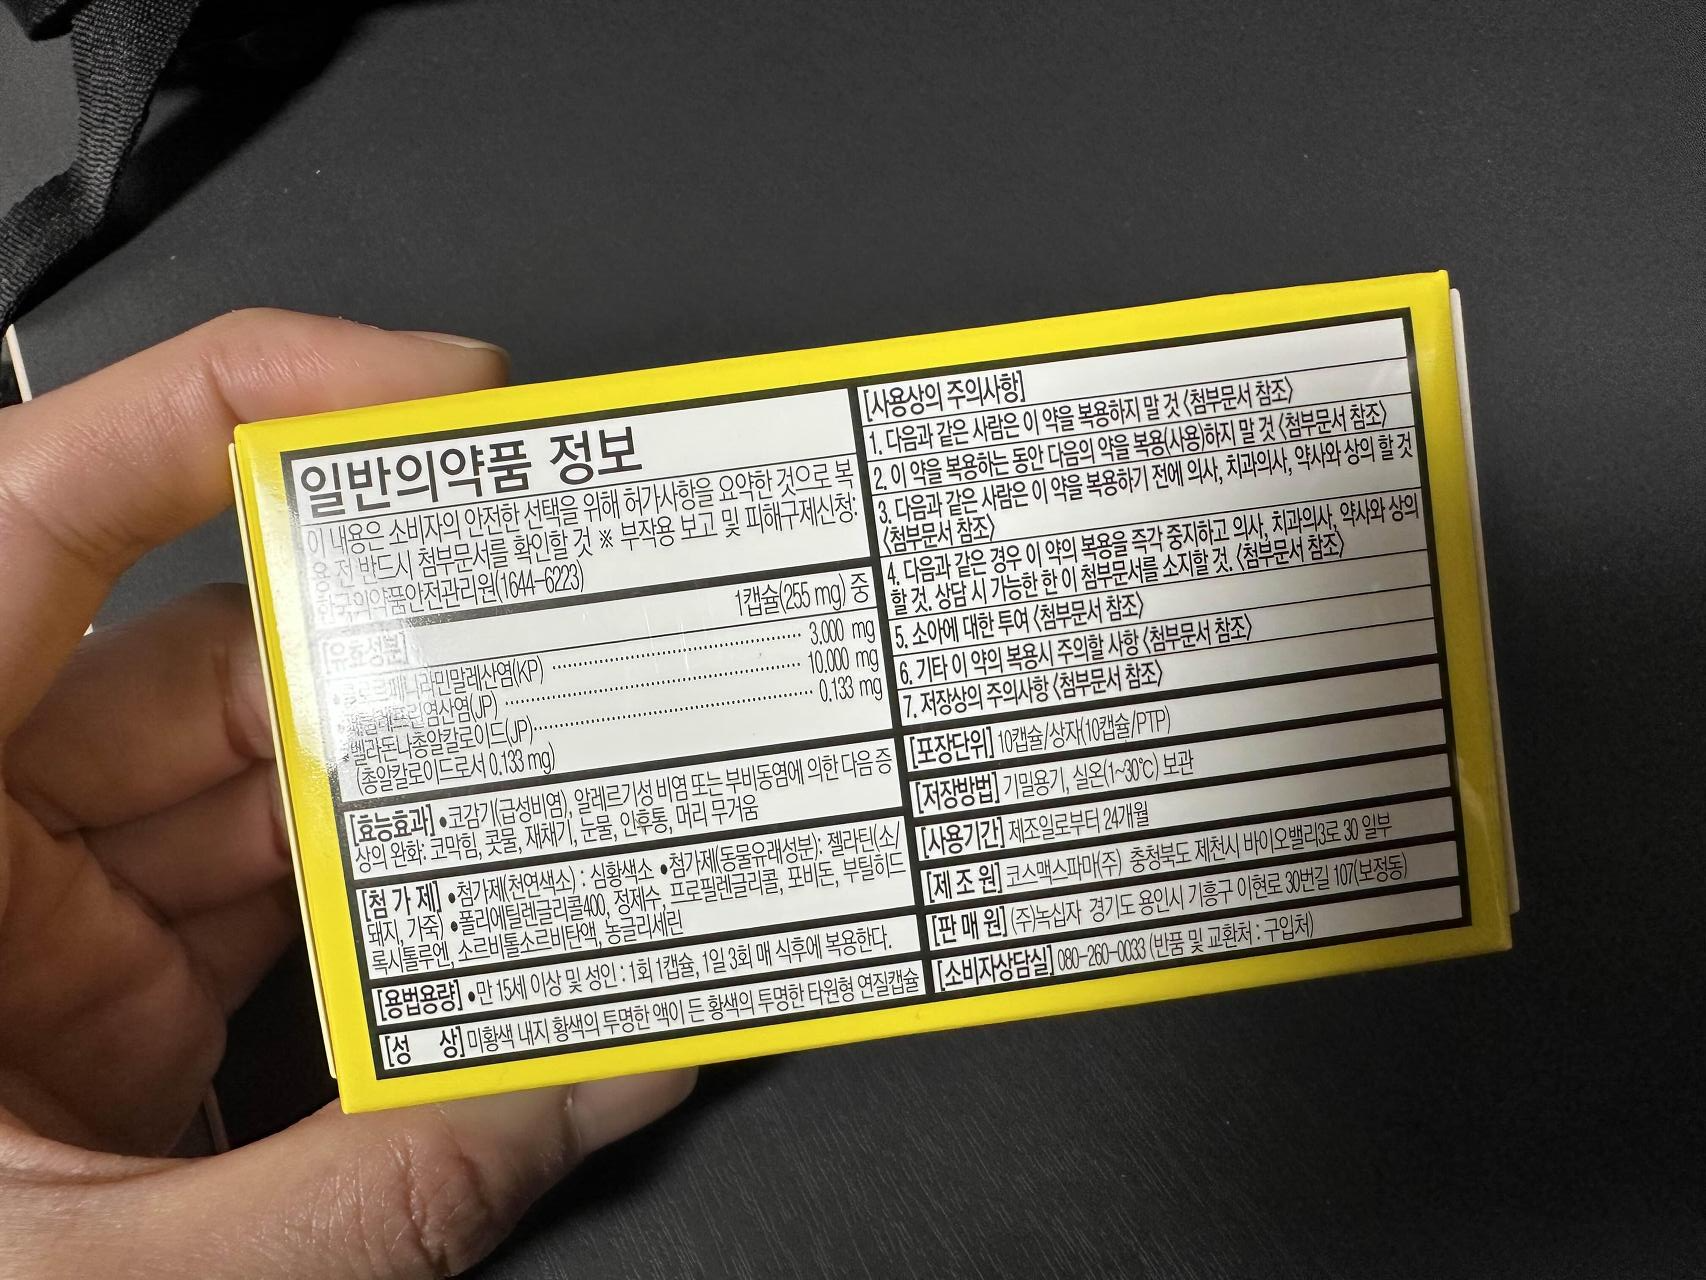 일반의약품 정보
이 내용은 소비자의 안전한 선택을 위해 허가사항을 요약한 것으로 복
용 전 반드시 첨부문서를 확인할 것 ※ 부작용 보고 및 피해구제신청:
한국의약품안전관리원(1644-6223)
[유효성분]
1캡슐(255 mg) 중
•클로르페니라민말레산염(KP) 3.000 mg
•페닐레프린염산염(JP) 10.000 mg
•벨라돈나총알칼로이드(JP) 0.133 mg
(총알칼로이드로서 0.133 mg)
[효능효과] •코감기(급성비염), 알레르기성 비염 또는 부비동염에 의한 다음 증
상의 완화: 코막힘, 콧물, 재채기, 눈물, 인후통, 머리 무거움
[첨 가 제] •첨가제(천연색소) : 심황색소 •첨가제(동물유래성분): 젤라틴(소/
돼지, 가죽) •폴리에틸렌글리콜400, 정제수, 프로필렌글리콜, 포비돈, 부틸히드
록시톨루엔, 소르비톨소르비탄액, 농글리세린
[용법용량] •만 15세 이상 및 성인 : 1회 1캡슐, 1일 3회 매 식후에 복용한다.
[성 상] 미황색 내지 황색의 투명한 액이 든 황색의 투명한 타원형 연질캡슐
[사용상의 주의사항]
1. 다음과 같은 사람은 이 약을 복용하지 말 것 〈첨부문서 참조〉
2. 이 약을 복용하는 동안 다음의 약을 복용(사용)하지 말 것 〈첨부문서 참조〉
3. 다음과 같은 사람은 이 약을 복용하기 전에 의사, 치과의사, 약사와 상의 할 것
〈첨부문서 참조〉
4. 다음과 같은 경우 이 약의 복용을 즉각 중지하고 의사, 치과의사, 약사와 상의
할 것. 상담 시 가능한 한 이 첨부문서를 소지할 것. 〈첨부문서 참조〉
5. 소아에 대한 투여 〈첨부문서 참조〉
6. 기타 이 약의 복용시 주의할 사항 〈첨부문서 참조〉
7. 저장상의 주의사항 〈첨부문서 참조〉
[포장단위] 10캡슐/상자(10캡슐/PTP)
[저장방법] 기밀용기, 실온(1~30℃) 보관
[사용기간] 제조일로부터 24개월
[제 조 원] 코스맥스파마(주) 충청북도 제천시 바이오밸리3로 30 일부
[판 매 원] (주)녹십자 경기도 용인시 기흥구 이현로 30번길 107(보정동)
[소비자상담실] 080-260-0033 (반품 및 교환처 : 구입처)